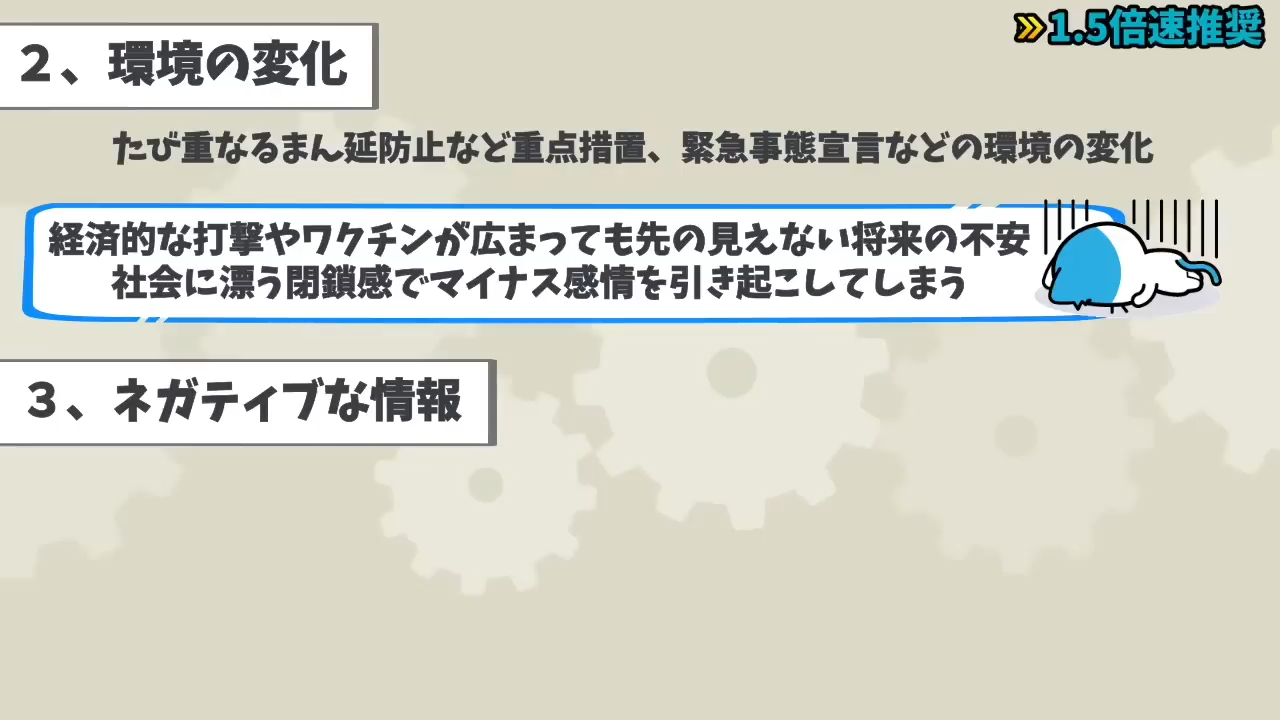 1.5倍速推奨
２、環境の変化
たび重なるまん延防止など重点措置、緊急事態宣言などの環境の変化
経済的な打撃やワクチンが広まっても先の見えない将来の不安
社会に漂う閉鎖感でマイナス感情を引き起こしてしまう
３、ネガティブな情報